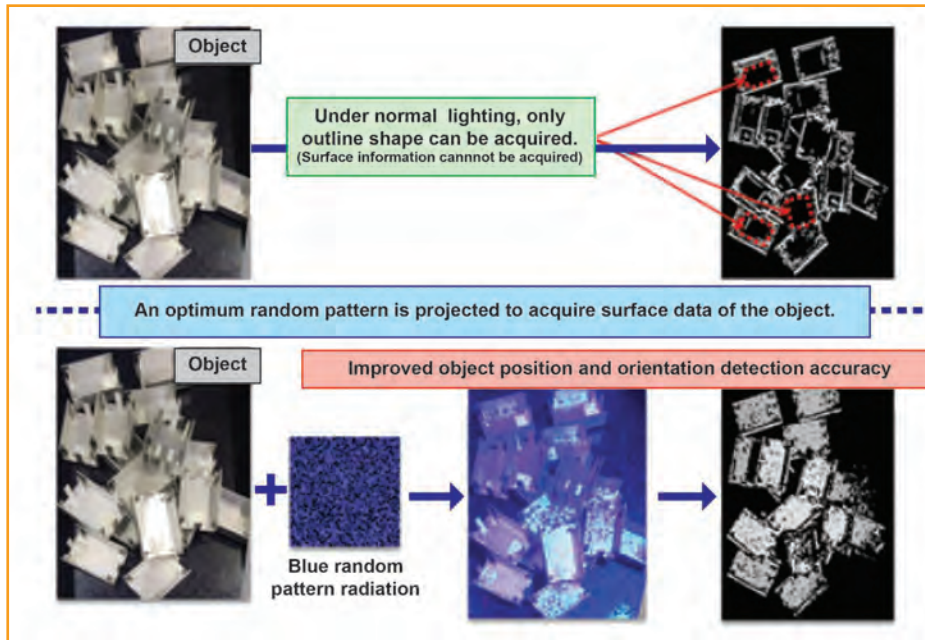 Object
Under normal lighting, only
outline shape can be acquired.
(Surface information cannnot be acquired)
An optimum random pattern is projected to acquire surface data of the object.
Object
Improved object position and orientation detection accuracy
Blue random
pattern radiation